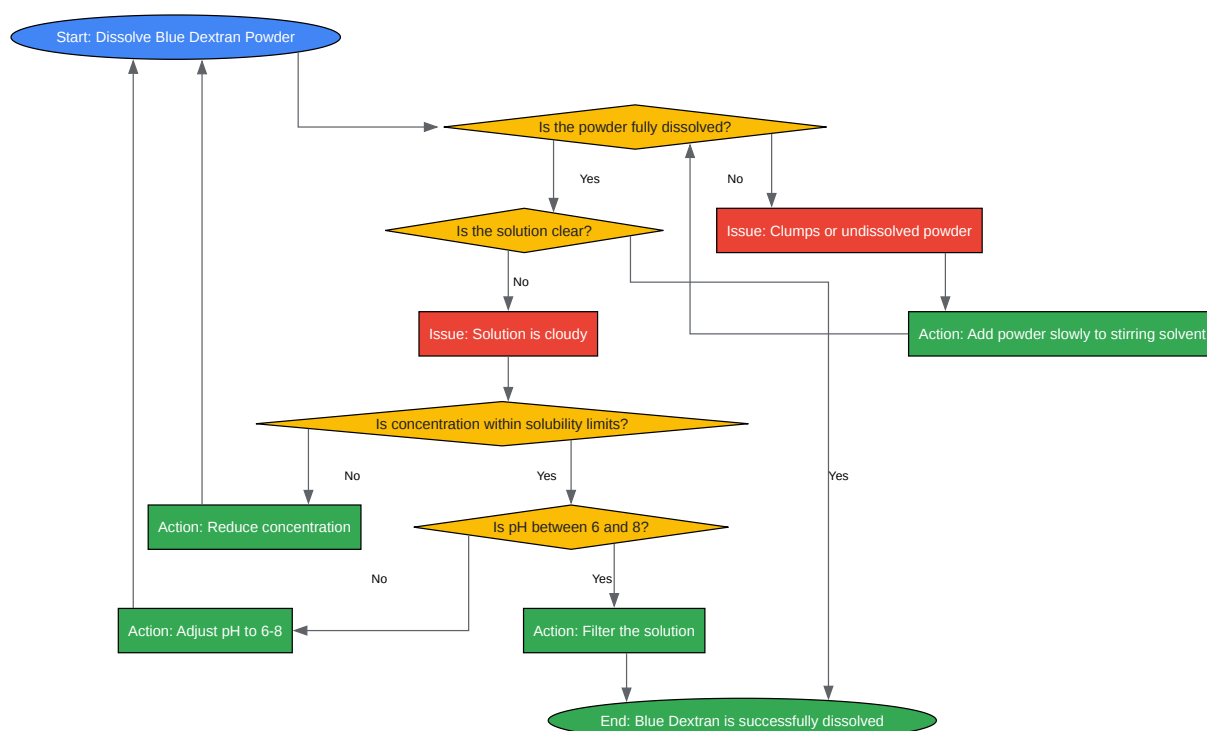 Start: Dissolve Blue Dextran Powder
Is the powder fully dissolved?
Yes
No
Is the solution clear?
Issue: Clumps or undissolved powder
No
Issue: Solution is cloudy
Action: Add powder slowly to stirring solvent
Is concentration within solubility limits?
No
Yes
Yes
Action: Reduce concentration
Is pH between 6 and 8?
No
Yes
Action: Adjust pH to 6-8
Action: Filter the solution
End: Blue Dextran is successfully dissolved